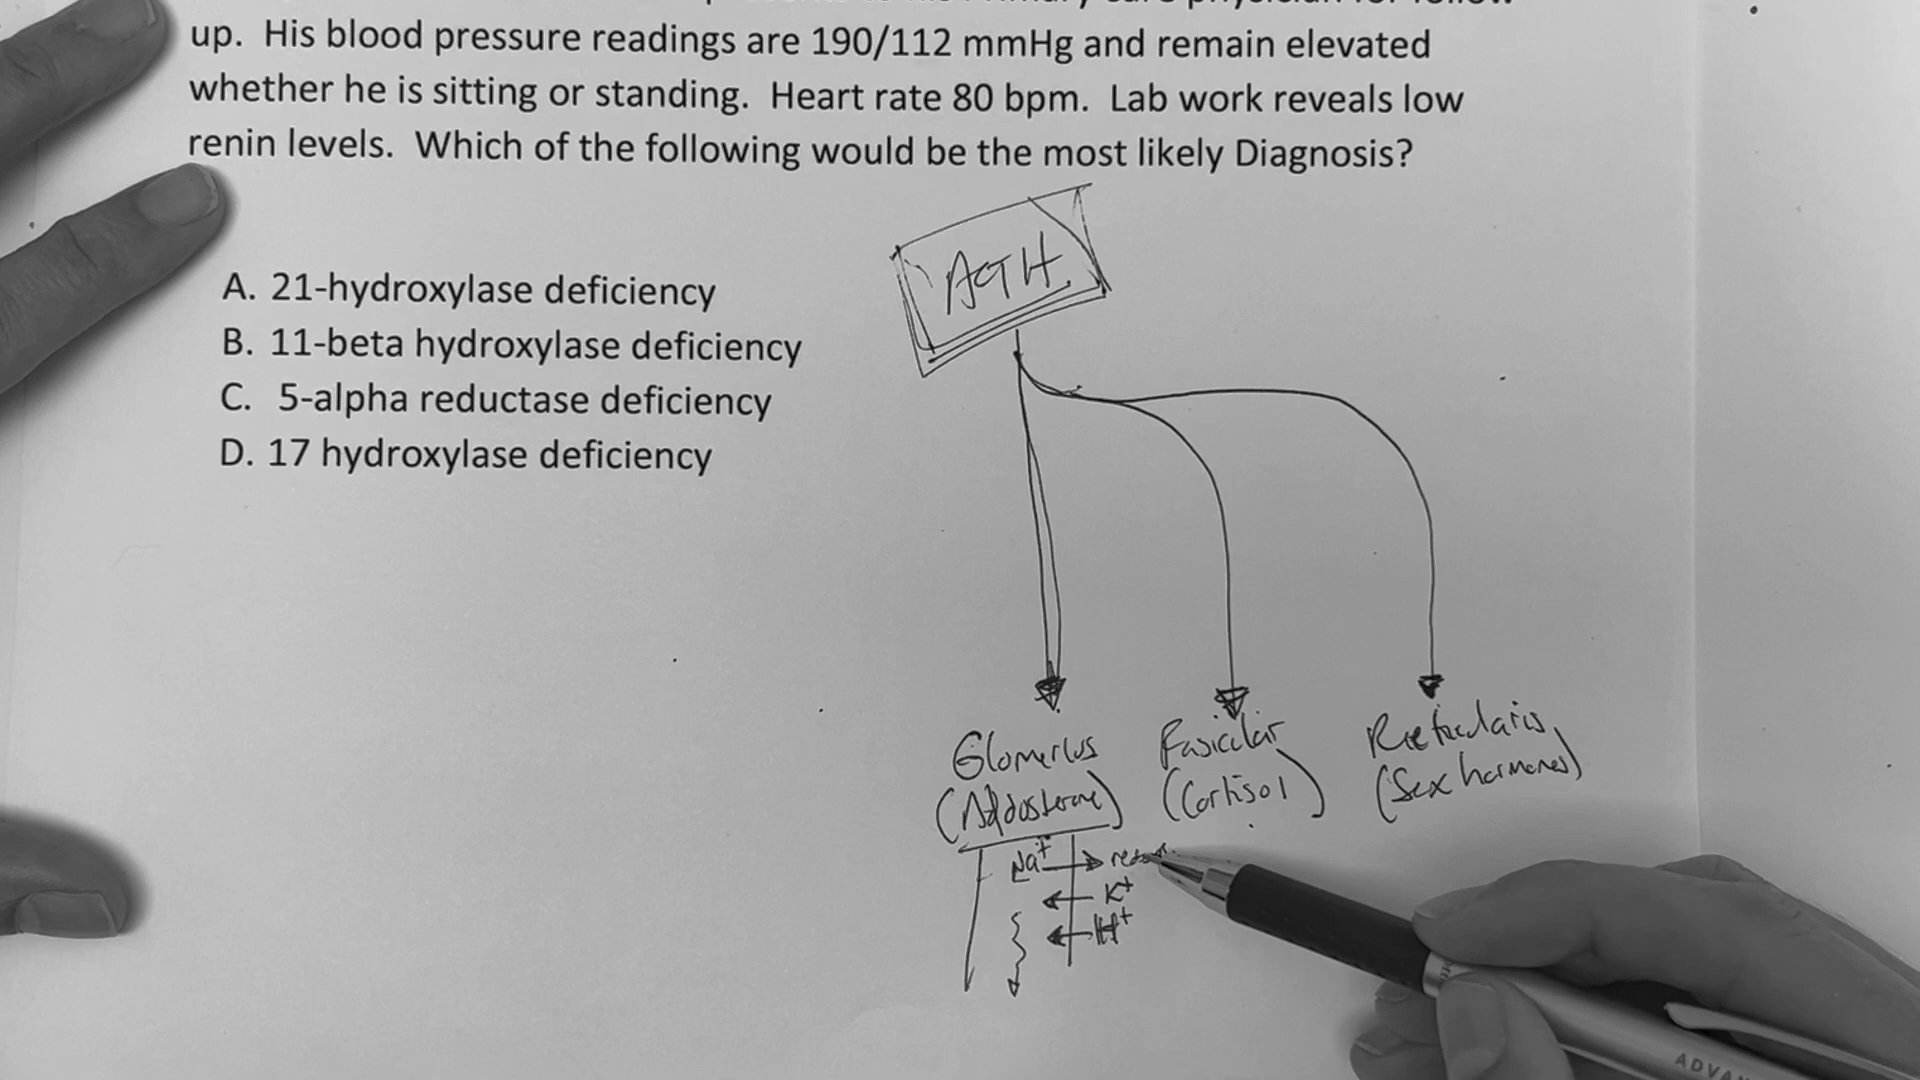 up. His blood pressure readings are 190/112 mmHg and remain elevated
whether he is sitting or standing. Heart rate 80 bpm. Lab work reveals low
renin levels. Which of the following would be the most likely Diagnosis?
A. 21-hydroxylase deficiency
B. 11-beta hydroxylase deficiency
C. 5-alpha reductase deficiency
D. 17 hydroxylase deficiency
ACTH
Glomerlus
(Aldosterone)
Fasicular
(Cortisol)
Reticularis
(Sex hormones)
Na+
K+
H+